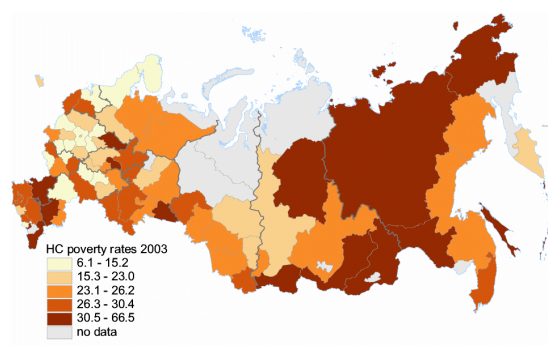 HC poverty rates 2003
6.1 - 15.2
15.3 - 23.0
23.1 - 26.2
26.3 - 30.4
30.5 - 66.5
no data